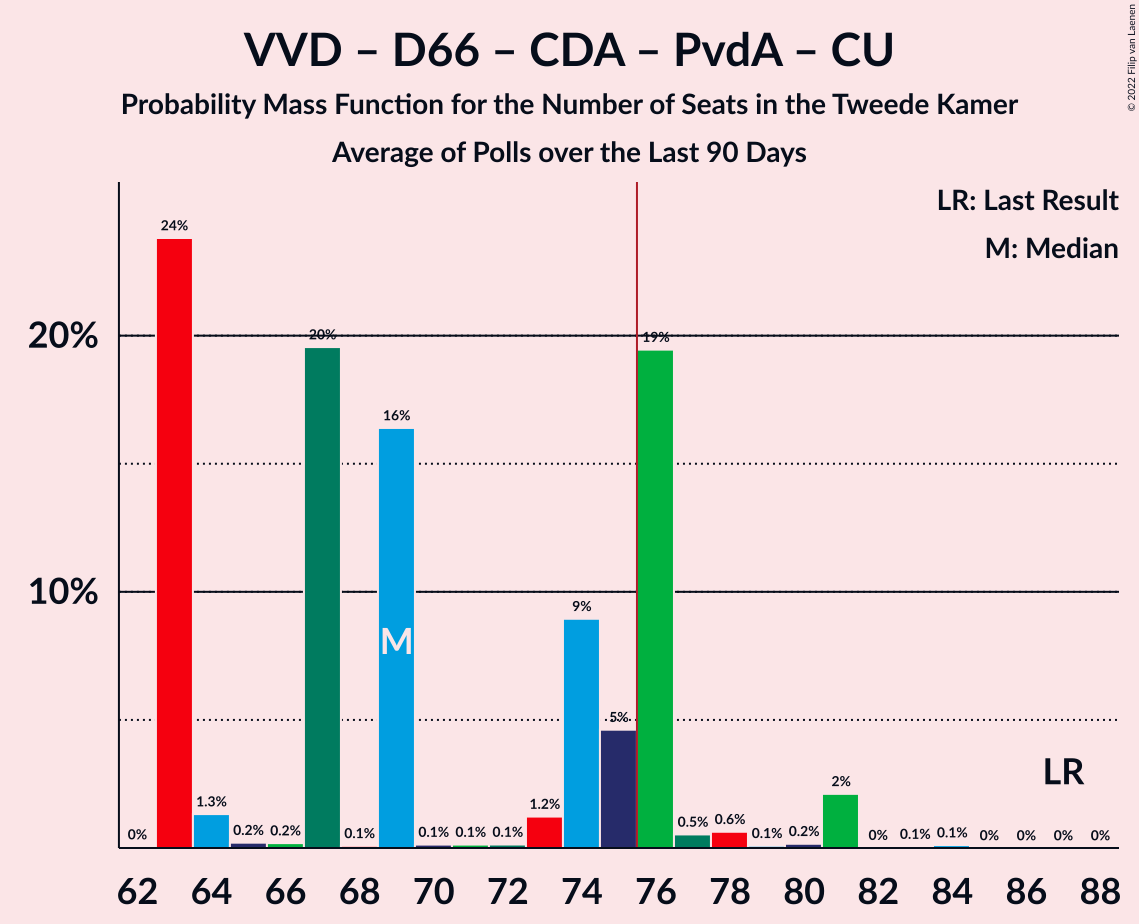 VVD – D66 – CDA – PvdA – CU
Probability Mass Function for the Number of Seats in the Tweede Kamer
Average of Polls over the Last 90 Days
© 2022 Filip van Laenen
LR: Last Result
M: Median
20%
10%
0% 24% 1.3% 0.2% 0.2% 20% 0.1% 16% 0.1% 0.1% 0.1% 1.2% 9% 5% 19% 0.5% 0.6% 0.1% 0.2% 2% 0% 0.1% 0.1% 0% 0% 0% 0%
M
LR
62 64 66 68 70 72 74 76 78 80 82 84 86 88